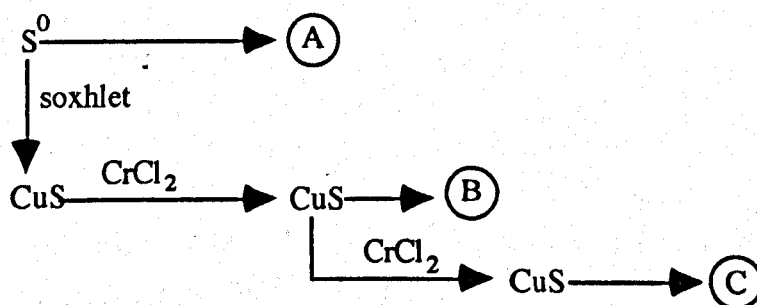 S⁰ A
soxhlet
CrCl₂
CuS CuS B
CrCl₂
CuS C